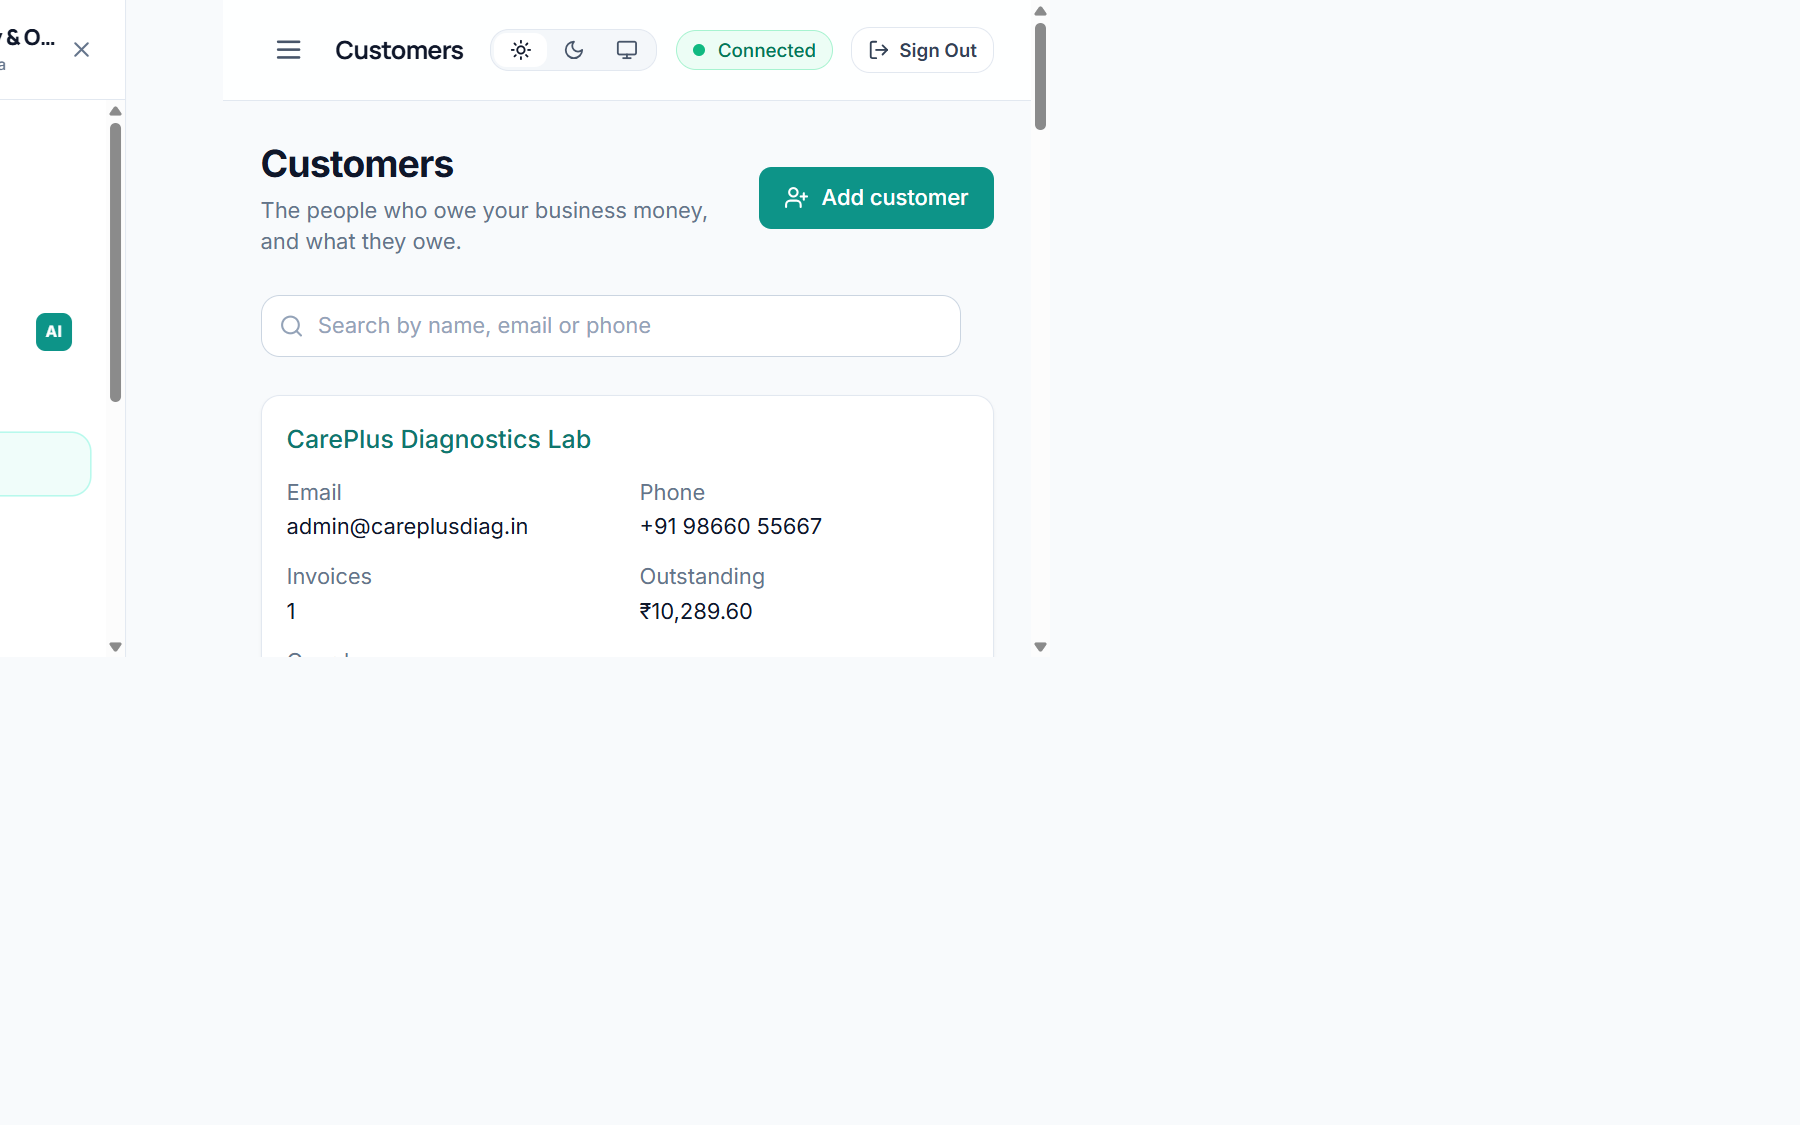 & O...
a
AI
Customers
Connected
Sign Out
Customers
The people who owe your business money,
and what they owe.
Add customer
Search by name, email or phone
CarePlus Diagnostics Lab
Email
Phone
admin@careplusdiag.in
+91 98660 55667
Invoices
Outstanding
1
₹10,289.60